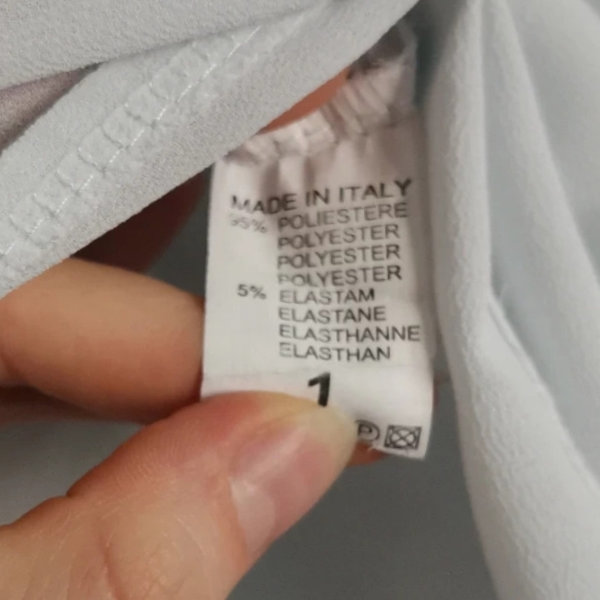 MADE IN ITALY
95% POLIESTERE
POLYESTER
POLYESTER
POLYESTER
5% ELASTAM
ELASTANE
ELASTHANNE
ELASTHAN
1
P